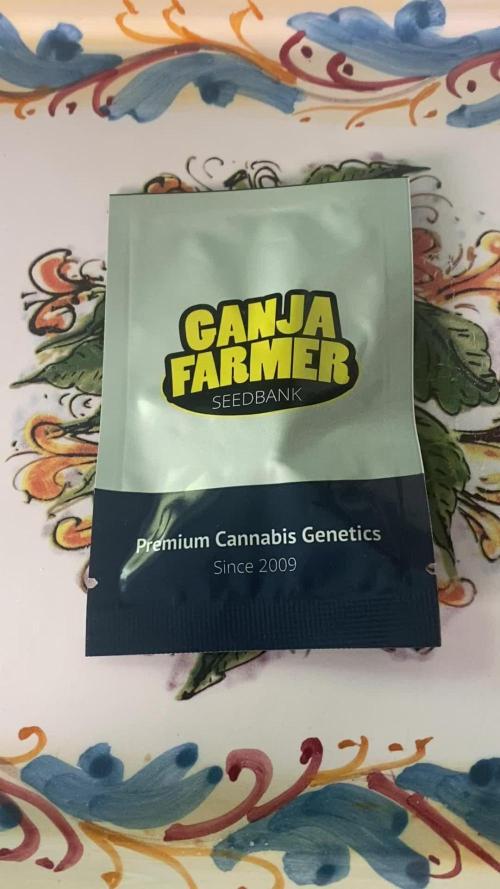 GANJA
FARMER
SEEDBANK
Premium Cannabis Genetics
Since 2009